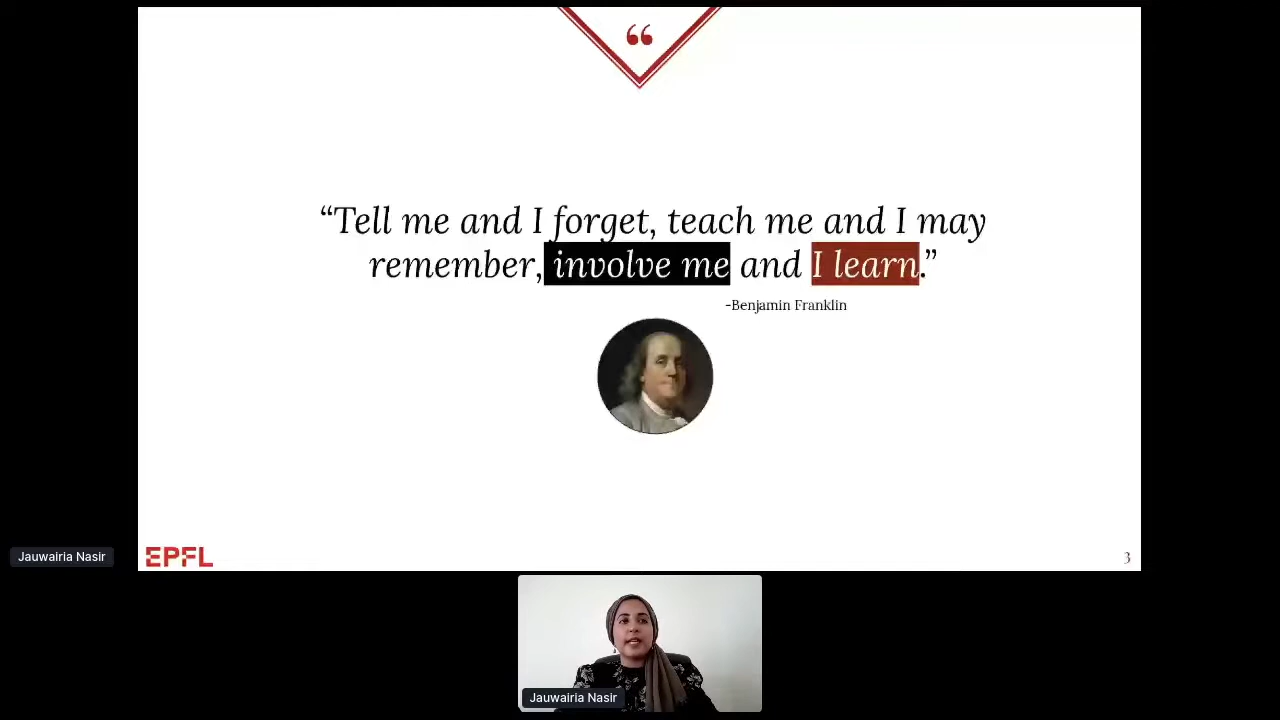 “
“Tell me and I forget, teach me and I may
remember, involve me and I learn.”
-Benjamin Franklin
Jauwairia Nasir
EPFL
3
Jauwairia Nasir